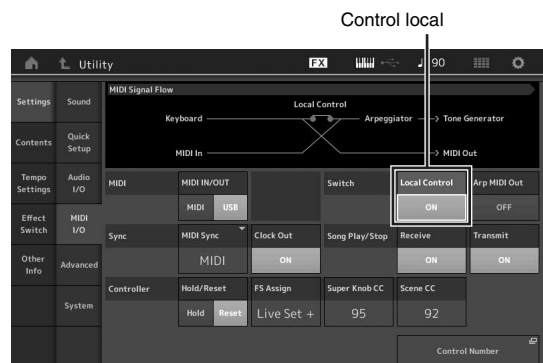 Control local
Utility FX 90
MIDI Signal Flow
Local Control
Keyboard Arpeggiator Tone Generator
MIDI In MIDI Out
Settings Sound
Contents Quick Setup
Tempo Settings Audio I/O
Effect Switch MIDI I/O
Other Info Advanced
System
MIDI MIDI IN/OUT Switch Local Control Arp MIDI Out
MIDI USB ON OFF
Sync MIDI Sync Clock Out Song Play/Stop Receive Transmit
MIDI ON ON ON
Controller Hold/Reset FS Assign Super Knob CC Scene CC
Hold Reset Live Set + 95 92
Control Number